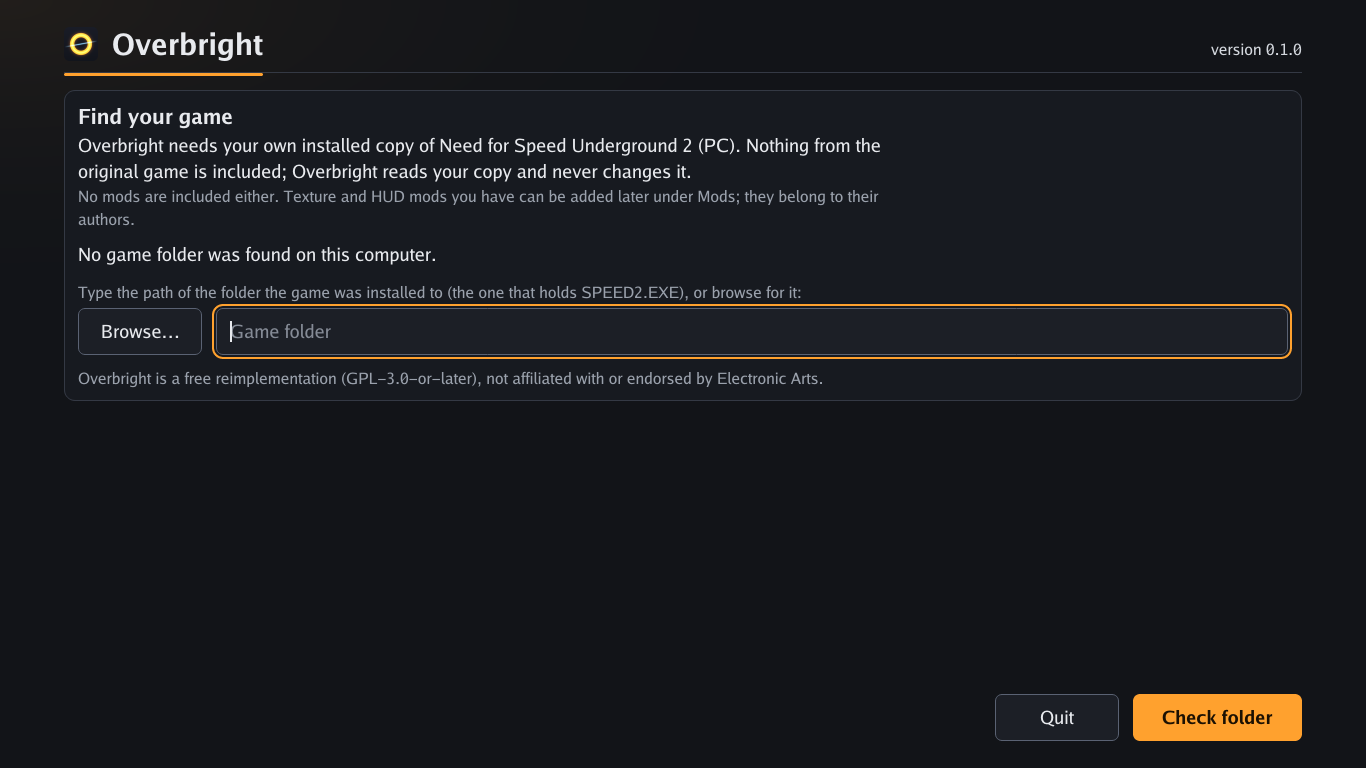 Overbright
version 0.1.0
Find your game
Overbright needs your own installed copy of Need for Speed Underground 2 (PC). Nothing from the
original game is included; Overbright reads your copy and never changes it.
No mods are included either. Texture and HUD mods you have can be added later under Mods; they belong to their
authors.
No game folder was found on this computer.
Type the path of the folder the game was installed to (the one that holds SPEED2.EXE), or browse for it:
Browse...
Game folder
Overbright is a free reimplementation (GPL-3.0-or-later), not affiliated with or endorsed by Electronic Arts.
Quit
Check folder